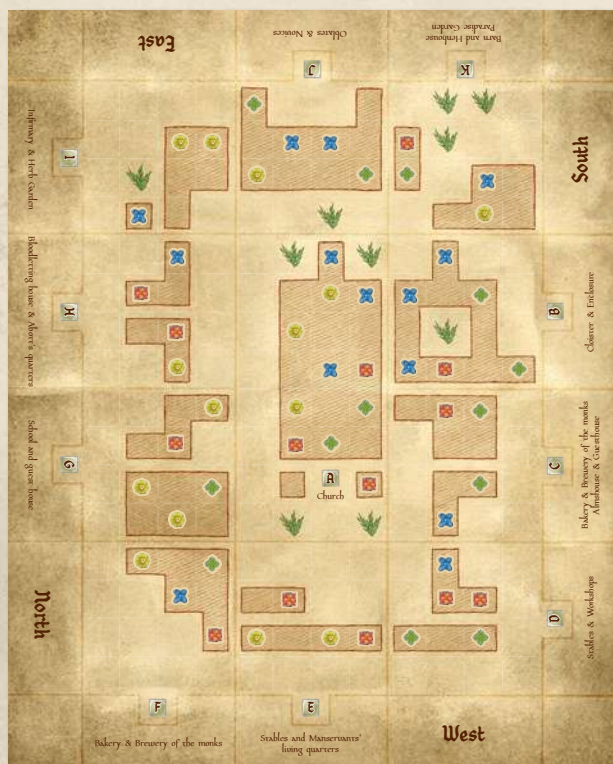 East
Oblates & Novices
Barn and Henhouse
Paradise Garden
J
K
South
Infirmary & Herb Garden
I
Bloodletting house & Abbott's quarters
H
B
Cloister & Enclosure
School and guest house
G
A
Church
C
Bakery & Brewery of the monks
Almshouse & Guesthouse
North
D
Stables & Workshops
F
E
Bakery & Brewery of the monks
Stables and Manservants'
living quarters
West